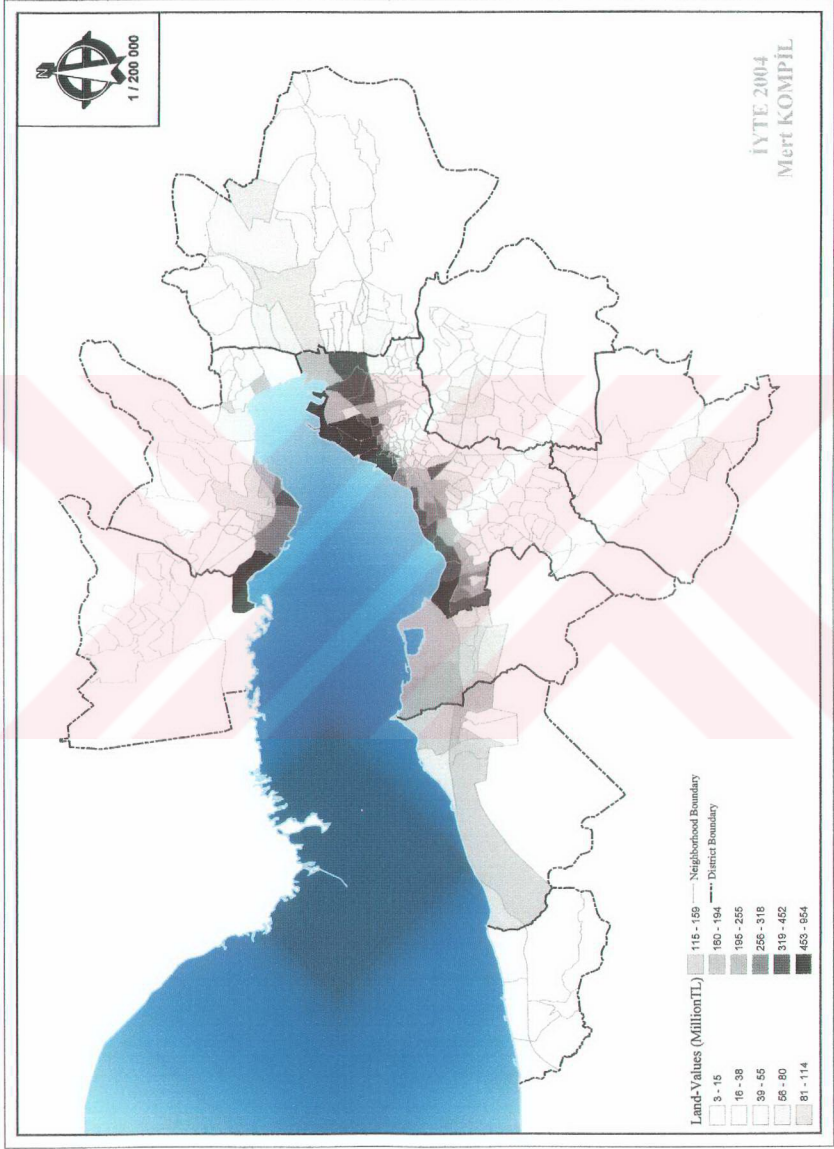 N
1 / 200 000
Land-Values (MillionTL)
3 - 15
16 - 38
39 - 55
56 - 80
81 - 114
115 - 159
160 - 194
195 - 255
256 - 318
319 - 452
453 - 954
Neighborhood Boundary
District Boundary
İYTE 2004
Mert KOMPİL